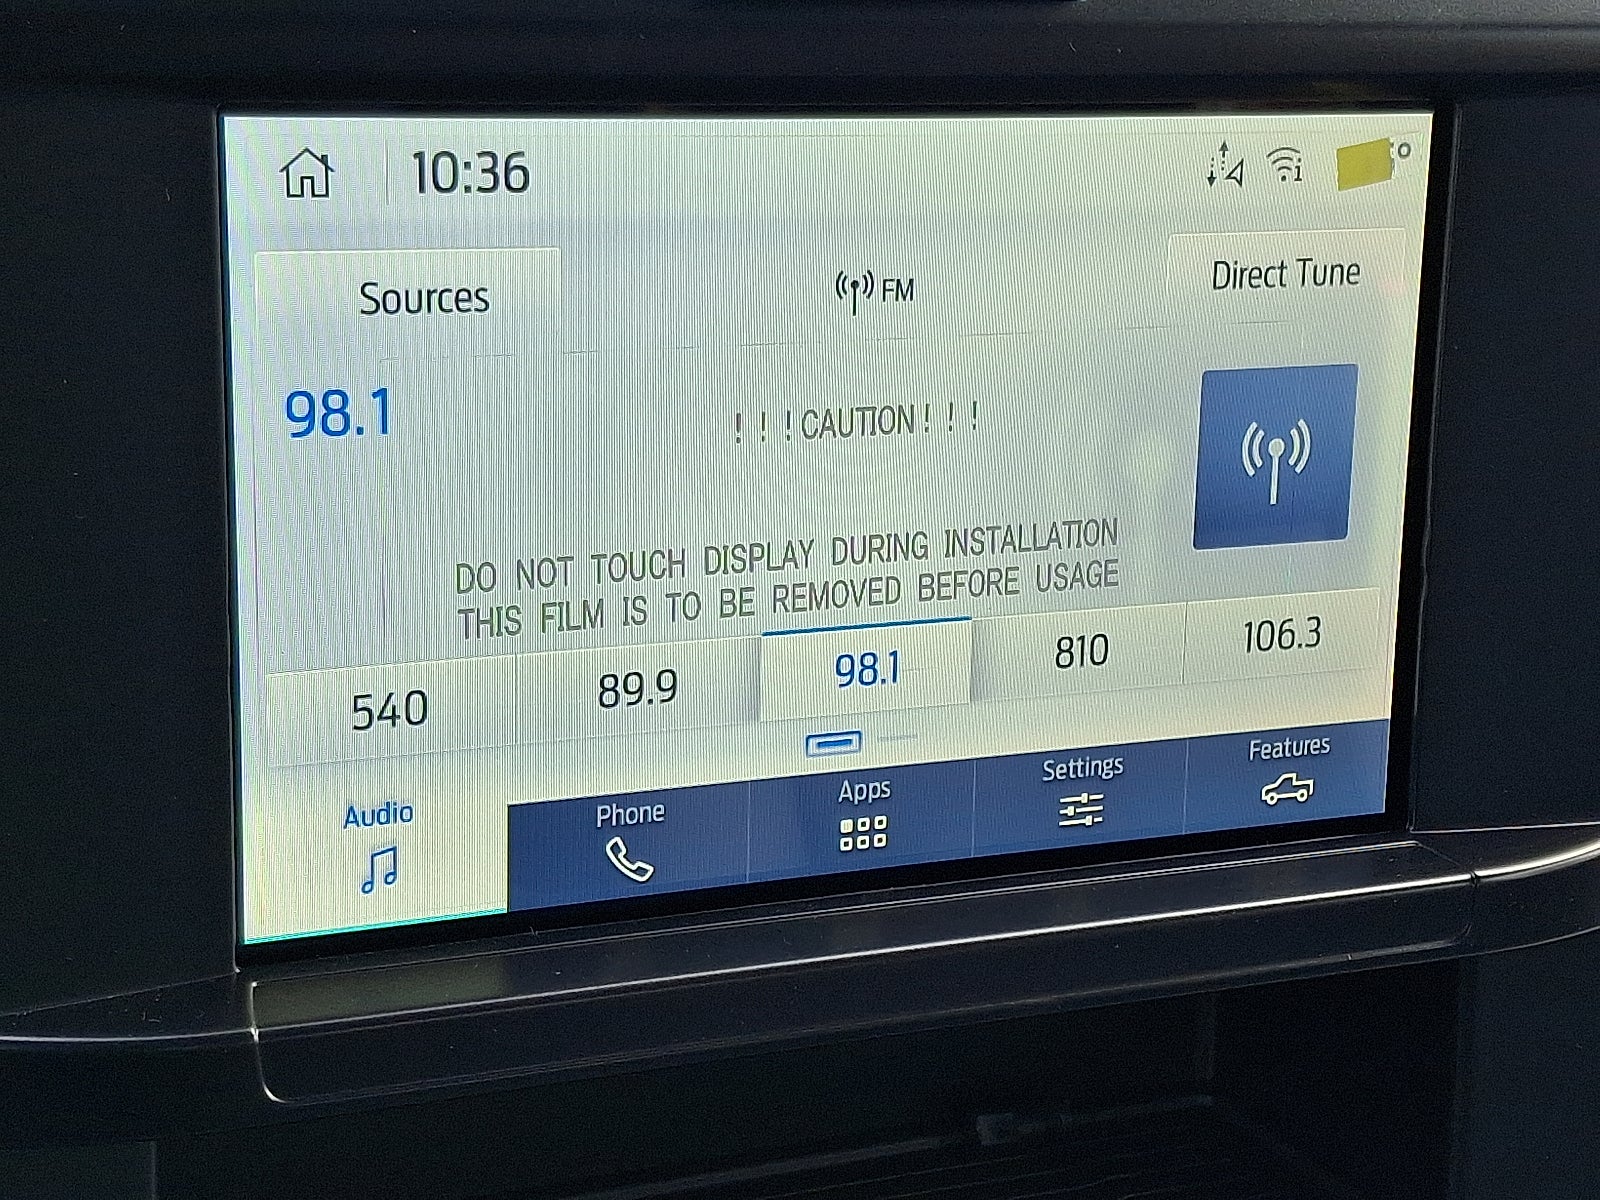 10:36
Sources
FM
Direct Tune
98.1
! ! ! CAUTION ! ! !
DO NOT TOUCH DISPLAY DURING INSTALLATION
THIS FILM IS TO BE REMOVED BEFORE USAGE
540 89.9 98.1 810 106.3
Audio Phone Apps Settings Features